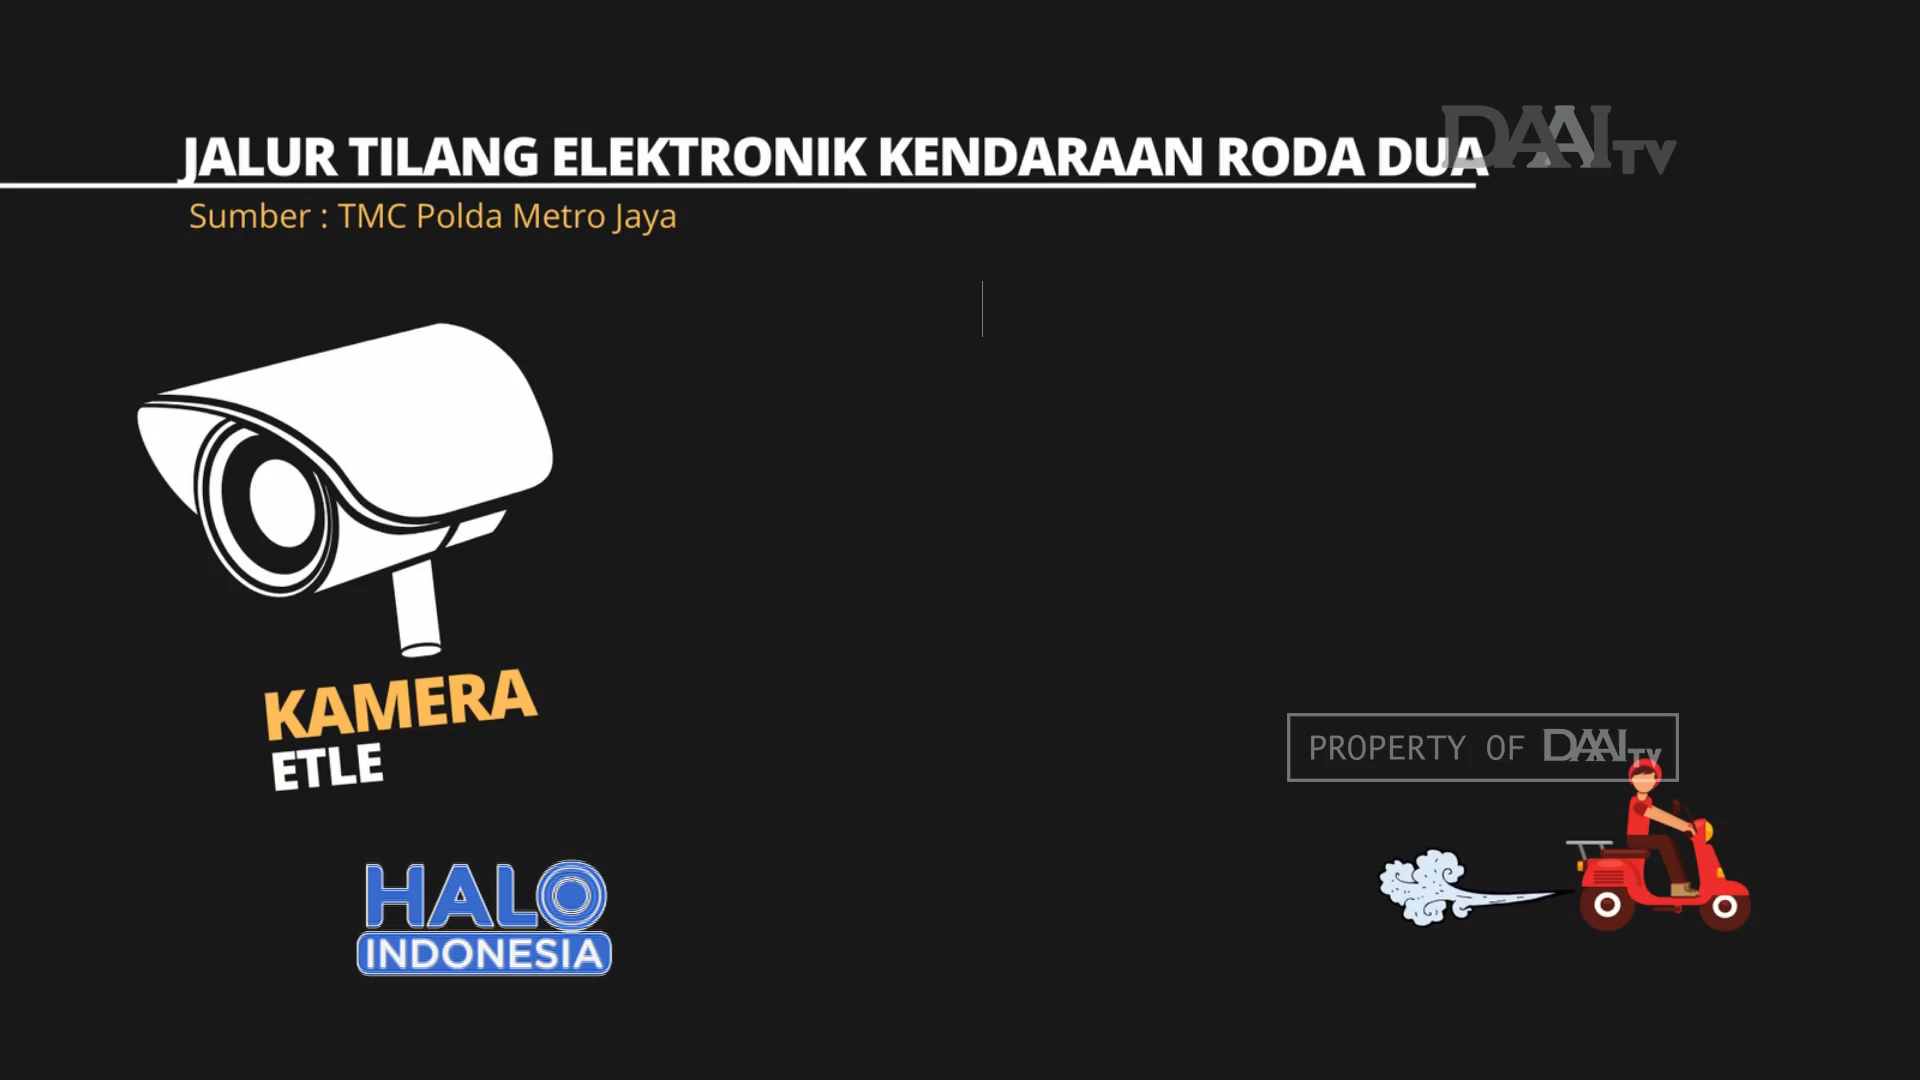 JALUR TILANG ELEKTRONIK KENDARAAN RODA DUA
DAAI TV
Sumber : TMC Polda Metro Jaya
KAMERA
ETLE
PROPERTY OF DAAI TV
HALO
INDONESIA